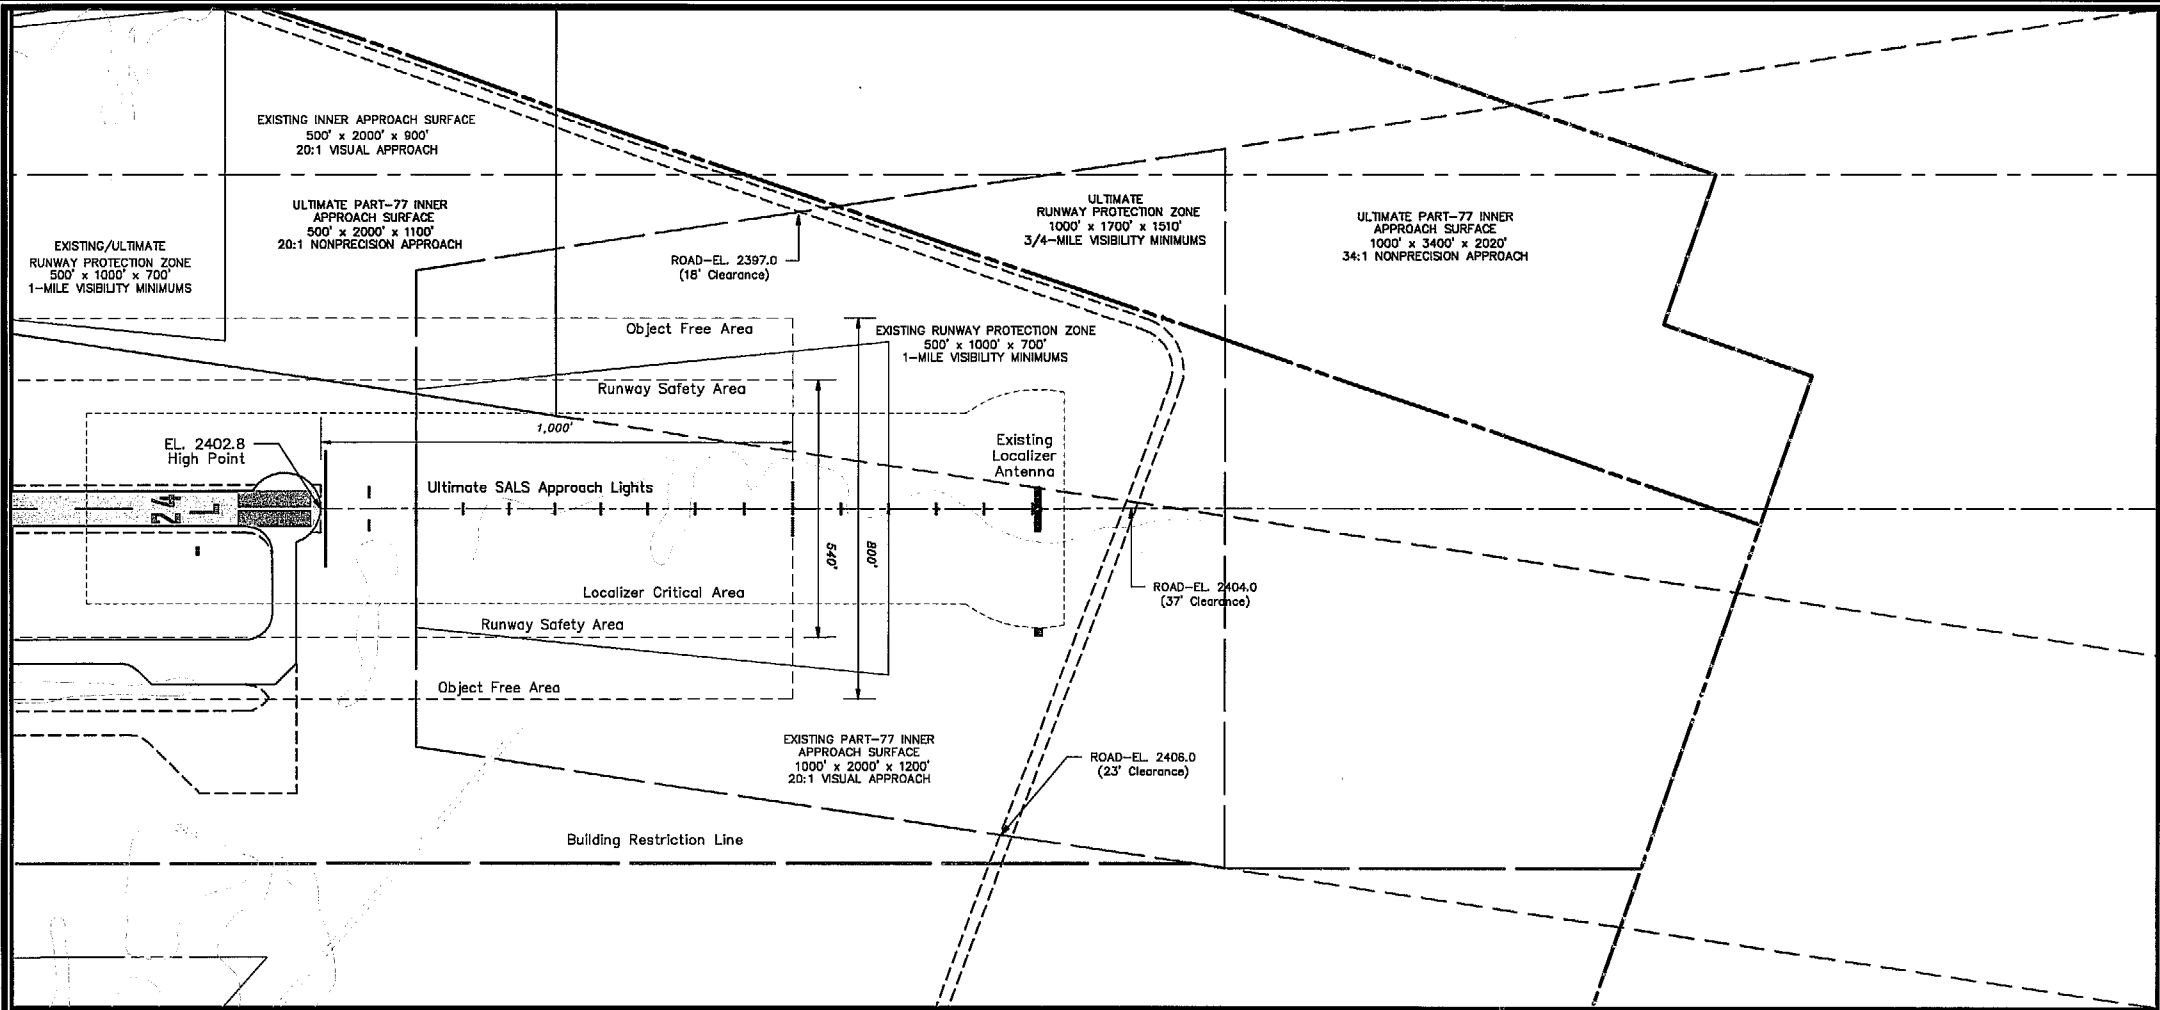 EXISTING INNER APPROACH SURFACE
500' x 2000' x 900'
20:1 VISUAL APPROACH
ULTIMATE PART-77 INNER
APPROACH SURFACE
500' x 2000' x 1100'
20:1 NONPRECISION APPROACH
EXISTING/ULTIMATE
RUNWAY PROTECTION ZONE
500' x 1000' x 700'
1-MILE VISIBILITY MINIMUMS
ULTIMATE
RUNWAY PROTECTION ZONE
1000' x 1700' x 1510'
3/4-MILE VISIBILITY MINIMUMS
ULTIMATE PART-77 INNER
APPROACH SURFACE
1000' x 3400' x 2020'
34:1 NONPRECISION APPROACH
ROAD-EL. 2397.0
(18' Clearance)
Object Free Area
EXISTING RUNWAY PROTECTION ZONE
500' x 1000' x 700'
1-MILE VISIBILITY MINIMUMS
Runway Safety Area
1,000'
EL. 2402.8
High Point
Existing
Localizer
Antenna
Ultimate SALS Approach Lights
24
L
540'
800'
Localizer Critical Area
ROAD-EL. 2404.0
(37' Clearance)
Runway Safety Area
Object Free Area
EXISTING PART-77 INNER
APPROACH SURFACE
1000' x 2000' x 1200'
20:1 VISUAL APPROACH
ROAD-EL. 2406.0
(23' Clearance)
Building Restriction Line